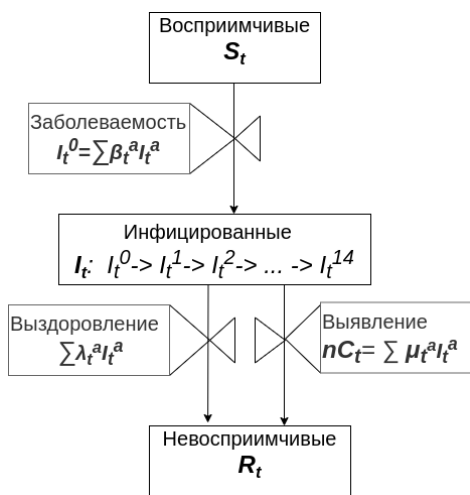 Восприимчивые
Sₜ
Заболеваемость
Iₜ⁰=∑βₜᵃIₜᵃ
Инфицированные
Iₜ: Iₜ⁰-> Iₜ¹-> Iₜ²-> ... -> Iₜ¹⁴
Выздоровление
∑λₜᵃIₜᵃ
Выявление
nCₜ= ∑ μₜᵃIₜᵃ
Невосприимчивые
Rₜ